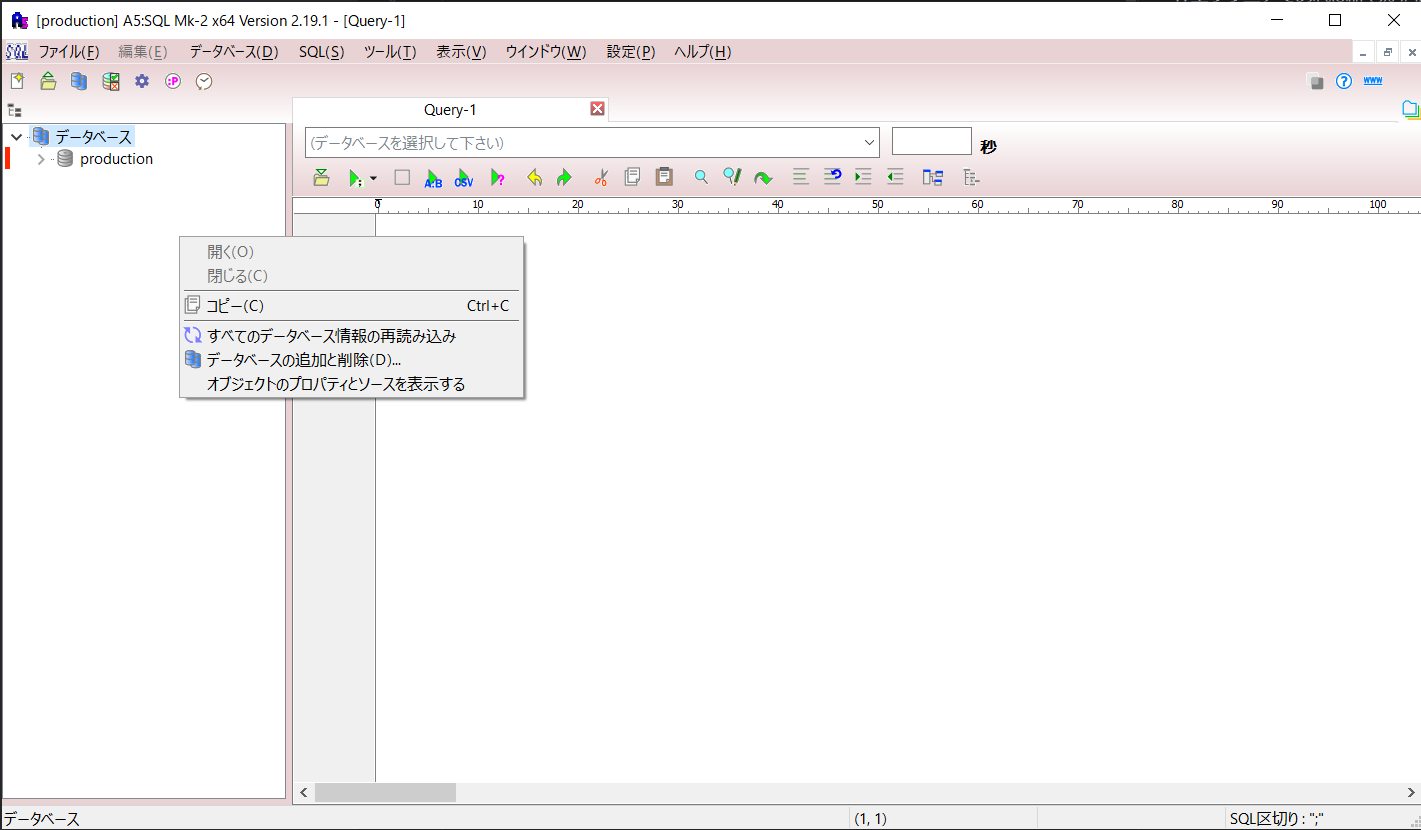 [production] A5:SQL Mk-2 x64 Version 2.19.1 - [Query-1]
SQL ファイル(F) 編集(E) データベース(D) SQL(S) ツール(T) 表示(V) ウインドウ(W) 設定(P) ヘルプ(H)
:P WWW
Query-1
データベース
(データベースを選択して下さい) 秒
production
A:B CSV
0 10 20 30 40 50 60 70 80 90 100
開く(O)
閉じる(C)
コピー(C) Ctrl+C
すべてのデータベース情報の再読み込み
データベースの追加と削除(D)...
オブジェクトのプロパティとソースを表示する
データベース (1, 1) SQL区切り : ";"